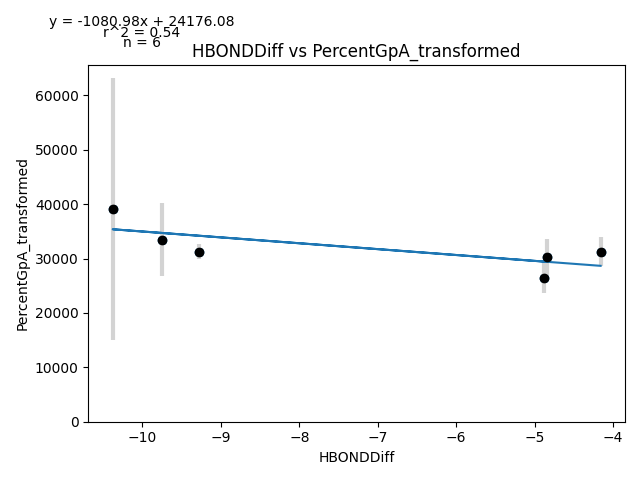 y = -1080.98x + 24176.08
r^2 = 0.54
n = 6
HBONDDiff vs PercentGpA_transformed
PercentGpA_transformed
60000
50000
40000
30000
20000
10000
0
−10 −9 −8 −7 −6 −5 −4
HBONDDiff